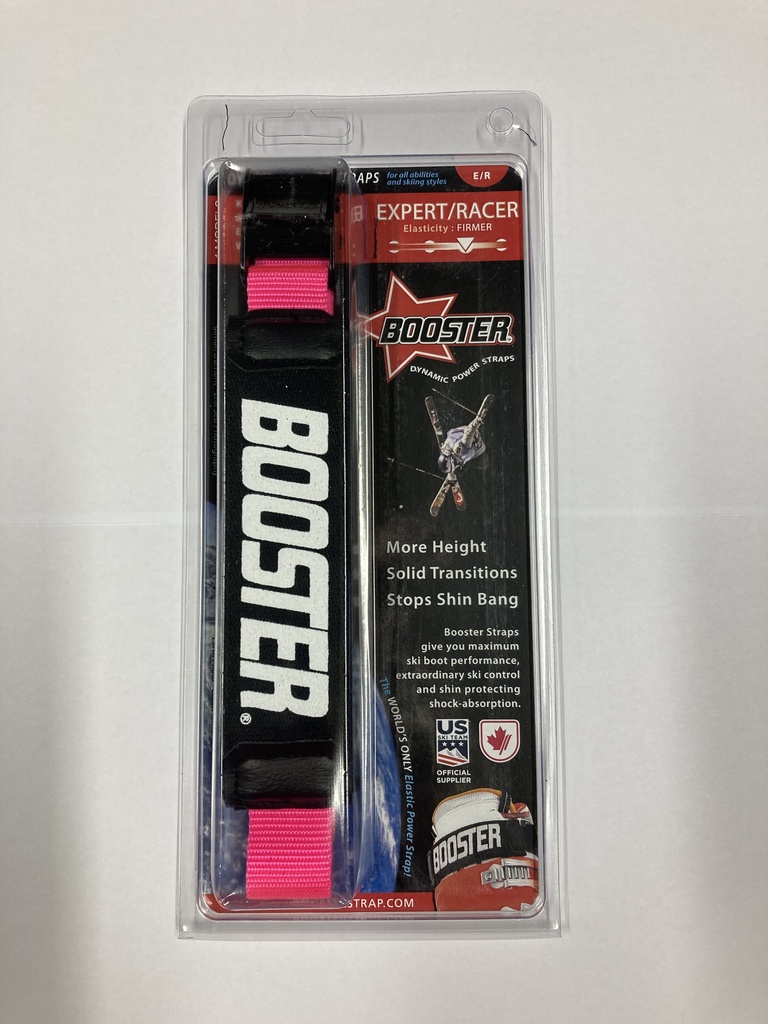 RAPS for all abilities
and skiing styles
E/R
EXPERT/RACER
Elasticity : FIRMER
BOOSTER
DYNAMIC POWER STRAPS
BOOSTER®
More Height
Solid Transitions
Stops Shin Bang
Booster Straps
give you maximum
ski boot performance,
extraordinary ski control
and shin protecting
shock-absorption.
The WORLD'S ONLY Elastic Power Strap!
US
SKI TEAM
OFFICIAL
SUPPLIER
BOOSTER
STRAP.COM